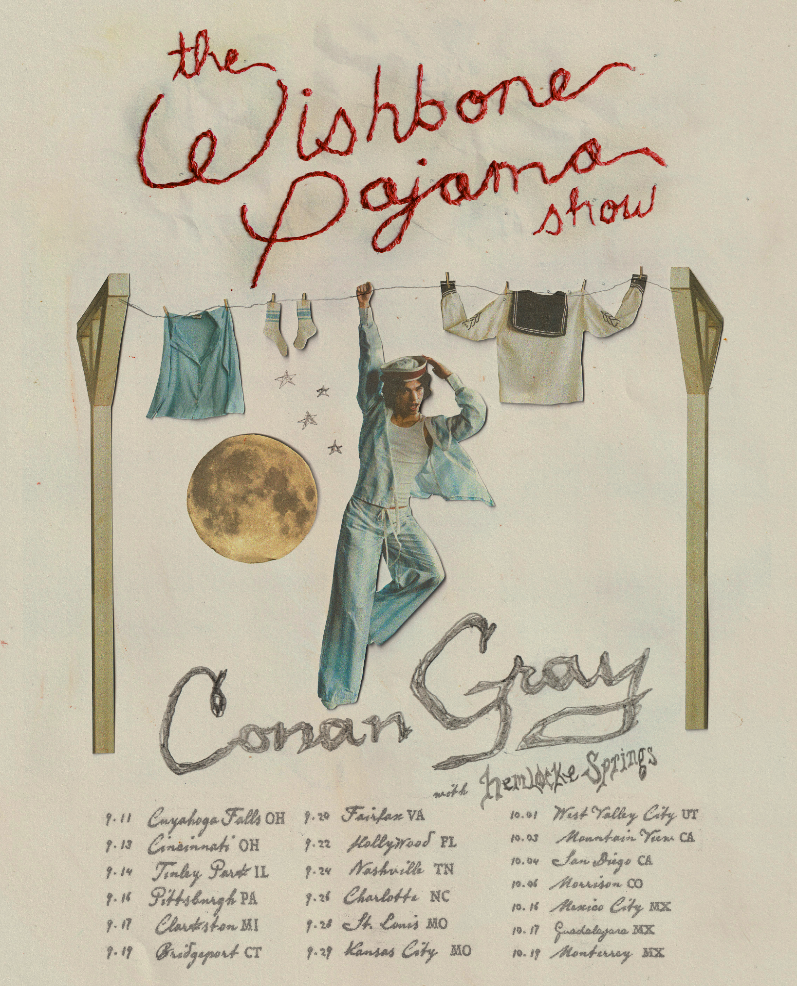 the
Wishbone
Pajama
show
Conan Gray
with Hemlocke Springs
9.11 Cuyahoga Falls OH
9.13 Cincinnati OH
9.14 Tinley Park IL
9.16 Pittsburgh PA
9.17 Clarkston MI
9.19 Bridgeport CT
9.20 Fairfax VA
9.22 Hollywood FL
9.24 Nashville TN
9.26 Charlotte NC
9.28 St. Louis MO
9.29 Kansas City MO
10.01 West Valley City UT
10.03 Mountain View CA
10.04 San Diego CA
10.06 Morrison CO
10.16 Mexico City MX
10.17 Guadalajara MX
10.19 Monterrey MX